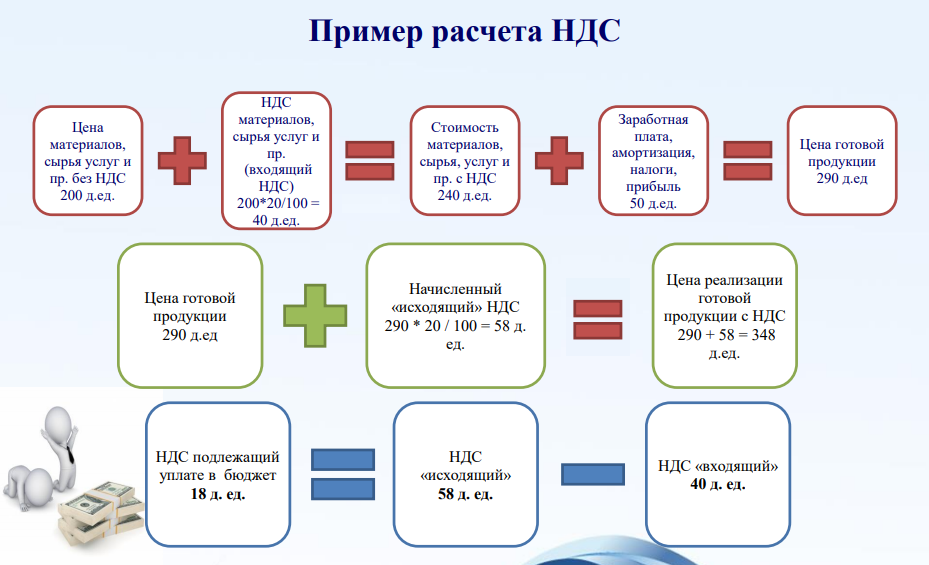 Пример расчета НДС
Цена
материалов,
сырья услуг и
пр. без НДС
200 д.ед.
НДС
материалов,
сырья, услуг и
пр.
(входящий
НДС)
200*20/100 =
40 д.ед.
Стоимость
материалов,
сырья, услуг и
пр. с НДС
240 д.ед.
Заработная
плата,
амортизация,
налоги,
прибыль
50 д.ед.
Цена готовой
продукции
290 д.ед
Цена готовой
продукции
290 д.ед
Начисленный
«исходящий» НДС
290 * 20 / 100 = 58 д.
ед.
Цена реализации
готовой
продукции с НДС
290 + 58 = 348
д.ед.
НДС подлежащий
уплате в бюджет
18 д. ед.
НДС
«исходящий»
58 д. ед.
НДС «входящий»
40 д. ед.